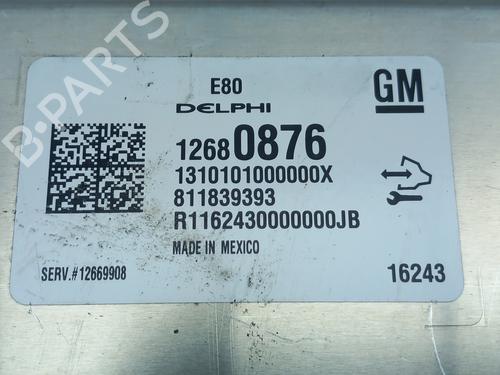 E80
GM
DELPHI
12680876
1310101000000X
811839393
R1162430000000JB
MADE IN MEXICO
SERV.#12669908
16243
B-PARTS